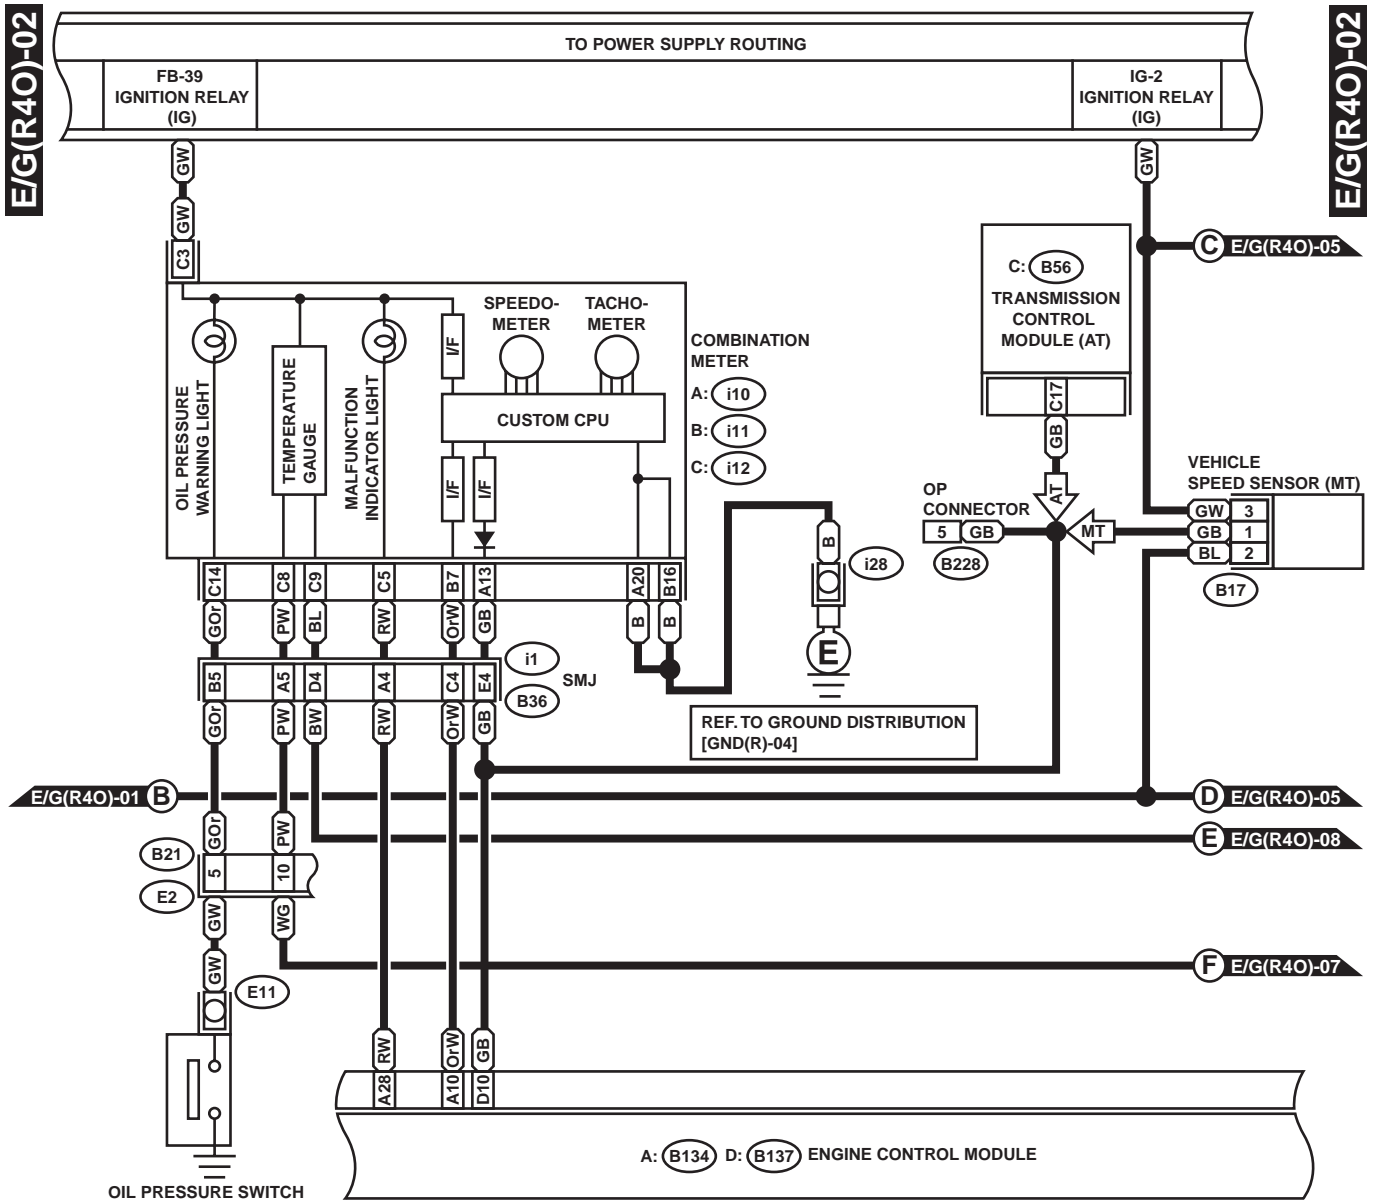 E/G(R4O)-02
E/G(R4O)-02
TO POWER SUPPLY ROUTING
FB-39
IGNITION RELAY
(IG)
IG-2
IGNITION RELAY
(IG)
GW
GW
C3
GW
C E/G(R4O)-05
C: B56
TRANSMISSION
CONTROL
MODULE (AT)
C17
GB
AT
SPEEDO-
METER
TACHO-
METER
I/F
CUSTOM CPU
I/F
I/F
OIL PRESSURE
WARNING LIGHT
TEMPERATURE
GAUGE
MALFUNCTION
INDICATOR LIGHT
COMBINATION
METER
A: i10
B: i11
C: i12
VEHICLE
SPEED SENSOR (MT)
GW 3
GB 1
BL 2
B17
MT
OP
CONNECTOR
5 GB
B228
B
i28
E
C14
C8
C9
C5
B7
A13
A20
B16
GOr
PW
BL
RW
OrW
GB
B
B
i1
B36
SMJ
B5
A5
D4
A4
C4
E4
GOr
PW
BW
RW
OrW
GB
REF. TO GROUND DISTRIBUTION
[GND(R)-04]
E/G(R4O)-01 B
D E/G(R4O)-05
E E/G(R4O)-08
GOr
PW
B21
E2
5
10
GW
WG
F E/G(R4O)-07
GW
E11
RW
OrW
GB
A28
A10
D10
A: B134 D: B137 ENGINE CONTROL MODULE
OIL PRESSURE SWITCH